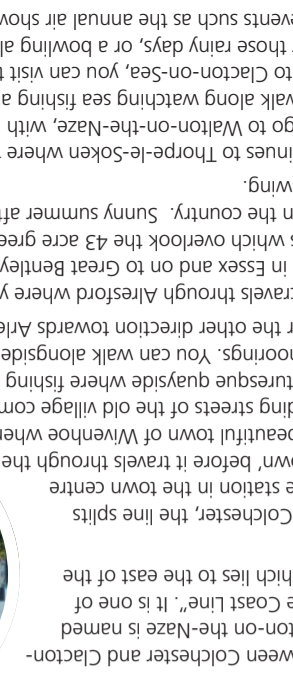 ween Colchester and Clacton-
ton-on-the-Naze is named
e Coast Line". It is one of
hich lies to the east of the
Colchester, the line splits
e station in the town centre
own’ before it travels through the
beautiful town of Wivenhoe wher
ding streets of the old village com
turesque quayside where fishing
moorings. You can walk alongside
r the other direction towards Arle
travels through Alresford where y
in Essex and on to Great Bentley
s which overlook the 43 acre gree
n the country. Sunny summer aft
wing.
inues to Thorpe-le-Soken where
go to Walton-on-the-Naze, with
walk along watching sea fishing a
to Clacton-on-Sea, you can visit t
those rainy days, or a bowling al
events such as the annual air show